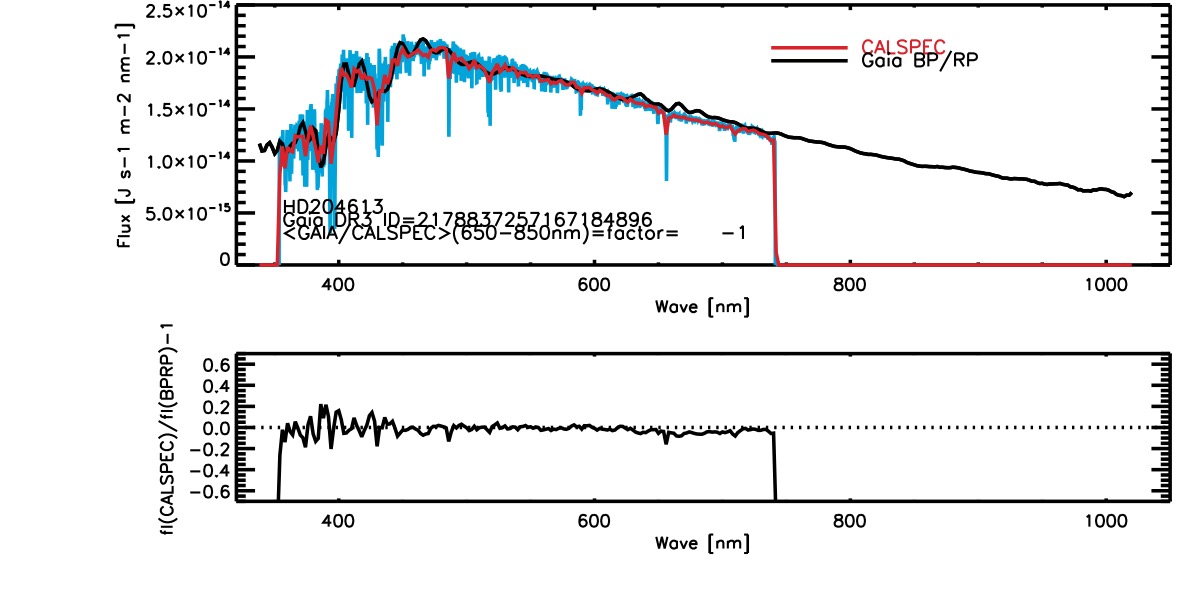 2.5×10−14
2.0×10−14
1.5×10−14
1.0×10−14
5.0×10−15
0
Flux [J s−1 m−2 nm−1]
CALSPEC
Gaia BP/RP
HD204613
Gaia DR3 ID=2178837257167184896
<GAIA/CALSPEC>(650−850nm)=factor= −1
400 600 800 1000
Wave [nm]
0.6
0.4
0.2
0.0
−0.2
−0.4
−0.6
fl(CALSPEC)/fl(BPRP)−1
400 600 800 1000
Wave [nm]